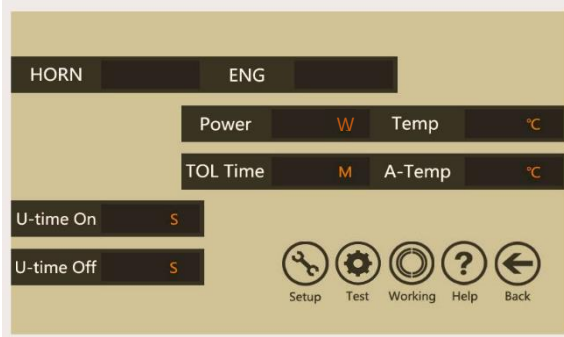 HORN ENG
Power W Temp °C
TOL Time M A-Temp °C
U-time On S
U-time Off S
?
Setup Test Working Help Back